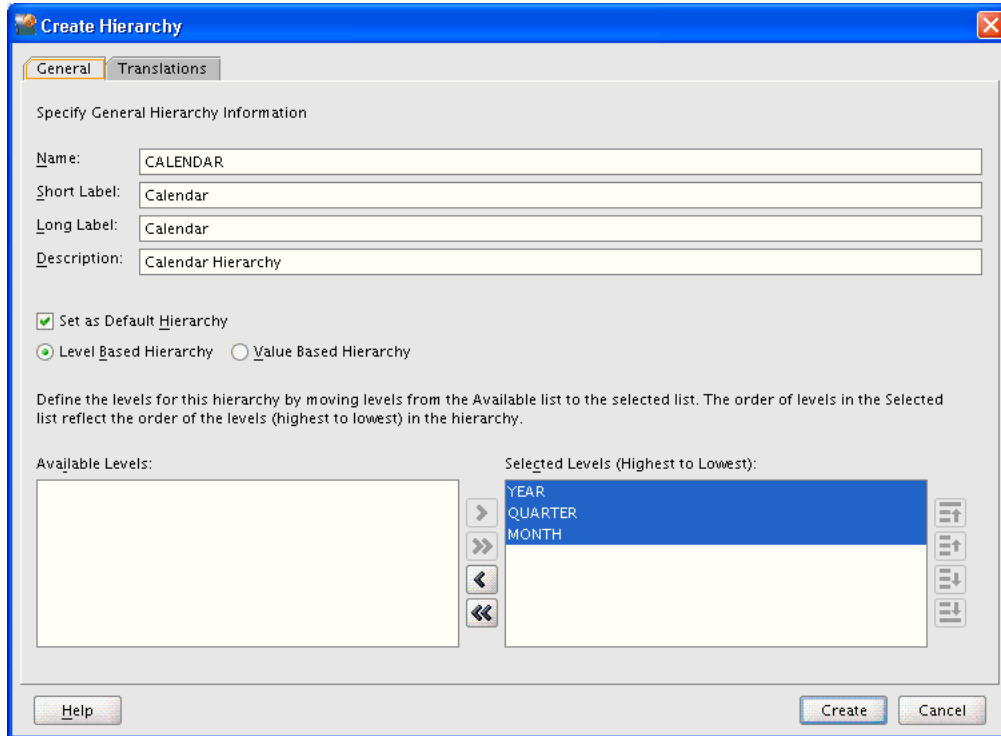 Create Hierarchy
General Translations
Specify General Hierarchy Information
Name: CALENDAR
Short Label: Calendar
Long Label: Calendar
Description: Calendar Hierarchy
Set as Default Hierarchy
Level Based Hierarchy Value Based Hierarchy
Define the levels for this hierarchy by moving levels from the Available list to the selected list. The order of levels in the Selected
list reflect the order of the levels (highest to lowest) in the hierarchy.
Available Levels: Selected Levels (Highest to Lowest):
YEAR
QUARTER
MONTH
Help Create Cancel